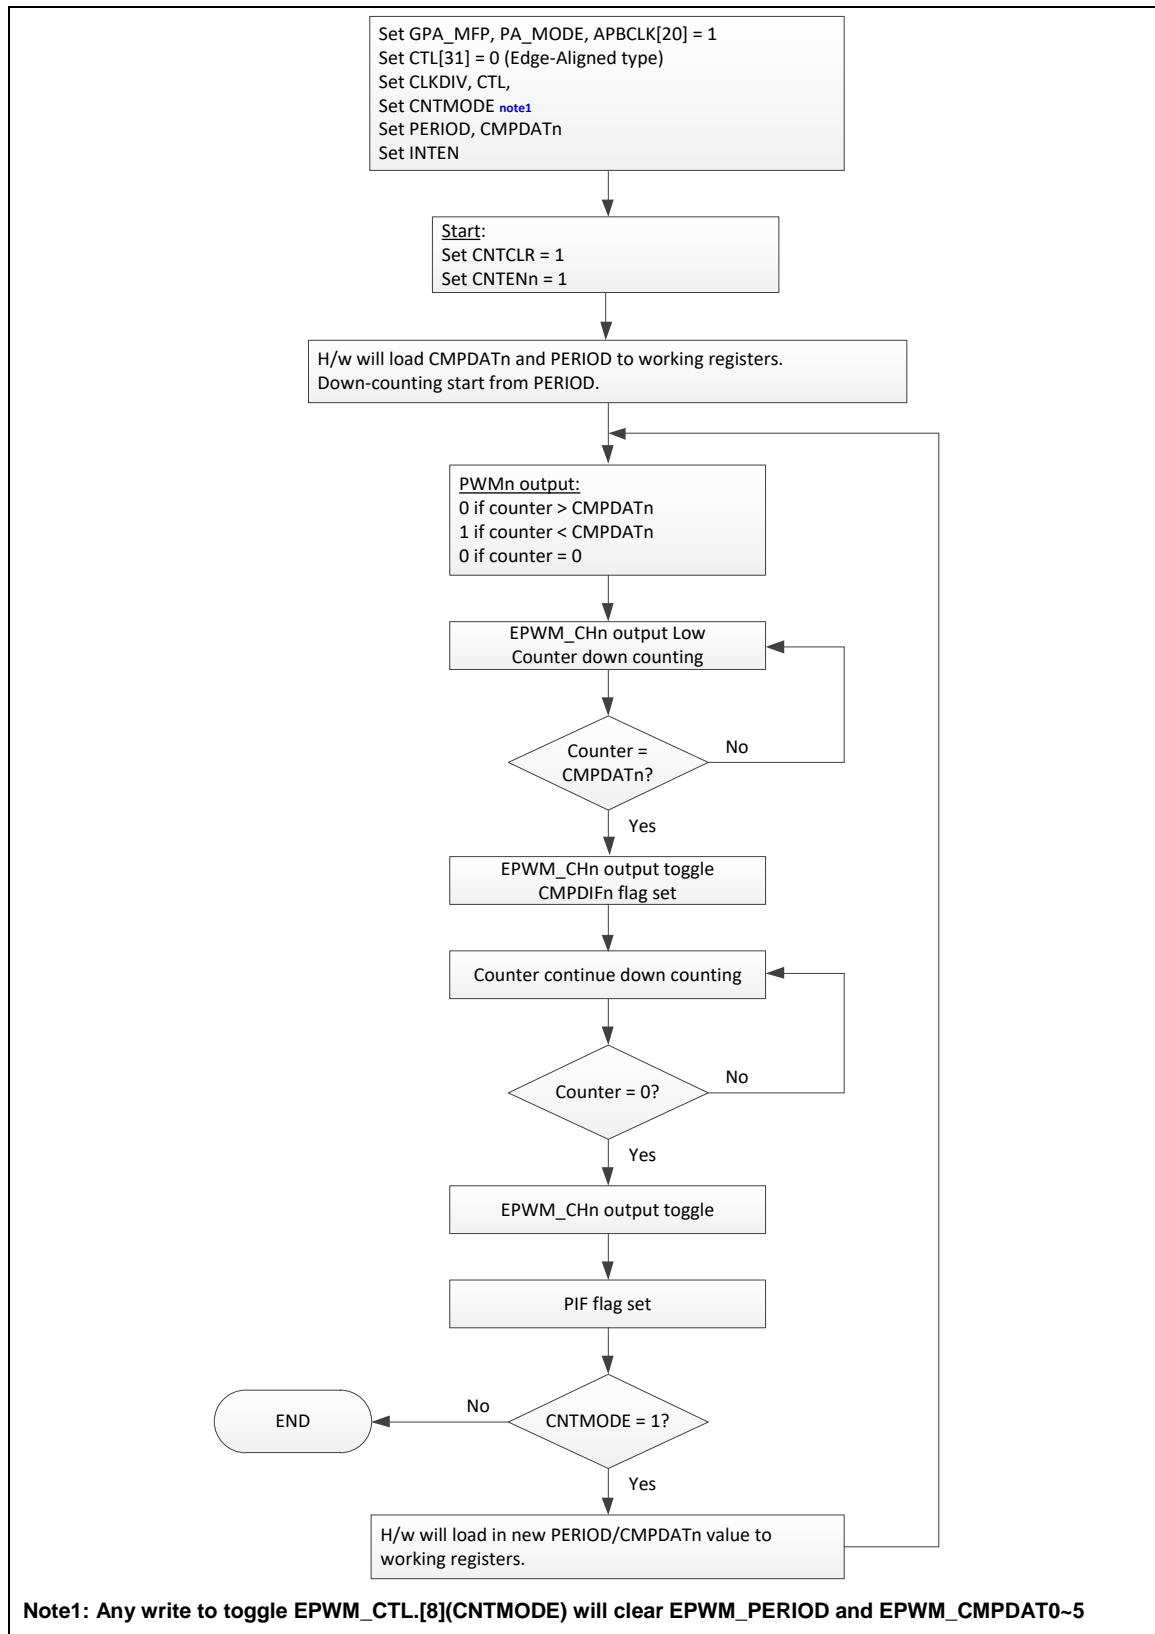 Set GPA_MFP, PA_MODE, APBCLK[20] = 1
Set CTL[31] = 0 (Edge-Aligned type)
Set CLKDIV, CTL,
Set CNTMODE note1
Set PERIOD, CMPDATn
Set INTEN
Start:
Set CNTCLR = 1
Set CNTENn = 1
H/w will load CMPDATn and PERIOD to working registers.
Down-counting start from PERIOD.
PWMn output:
0 if counter > CMPDATn
1 if counter < CMPDATn
0 if counter = 0
EPWM_CHn output Low
Counter down counting
Counter =
CMPDATn?
No
Yes
EPWM_CHn output toggle
CMPDIFn flag set
Counter continue down counting
Counter = 0?
No
Yes
EPWM_CHn output toggle
PIF flag set
CNTMODE = 1?
No
END
Yes
H/w will load in new PERIOD/CMPDATn value to
working registers.
Note1: Any write to toggle EPWM_CTL.[8](CNTMODE) will clear EPWM_PERIOD and EPWM_CMPDAT0~5